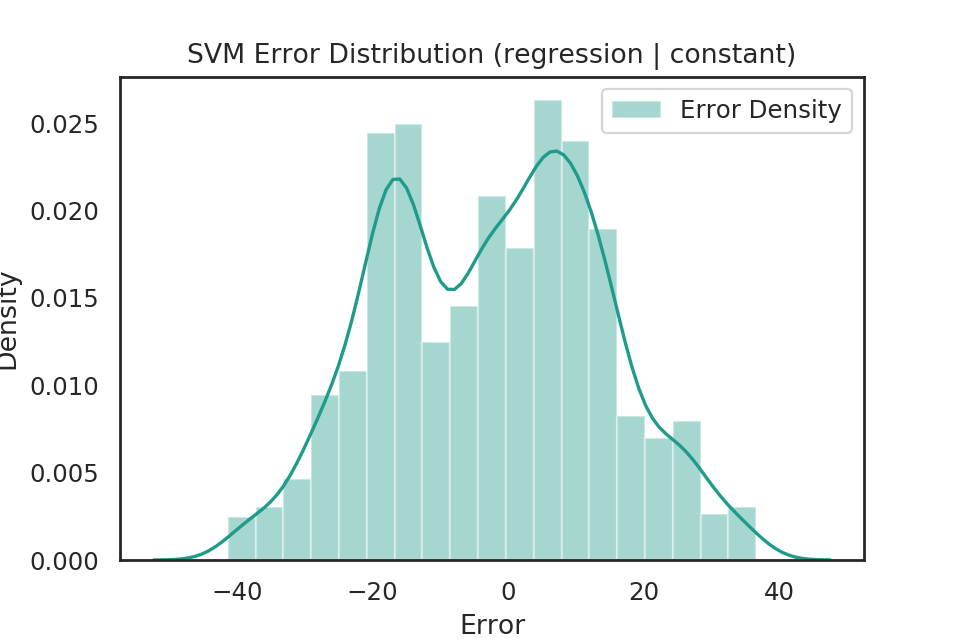 SVM Error Distribution (regression | constant)
Error Density
Density
0.025
0.020
0.015
0.010
0.005
0.000
−40
−20
0
20
40
Error